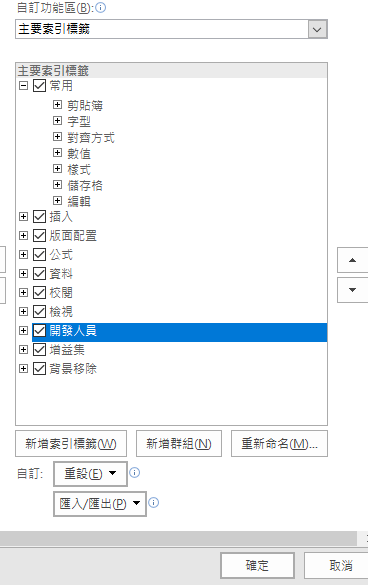 自訂功能區(B):
主要索引標籤
主要索引標籤
常用
剪貼簿
字型
對齊方式
數值
樣式
儲存格
編輯
插入
版面配置
公式
資料
校閱
檢視
開發人員
增益集
背景移除
新增索引標籤(W) 新增群組(N) 重新命名(M)...
自訂: 重設(E)
匯入/匯出(P)
確定 取消